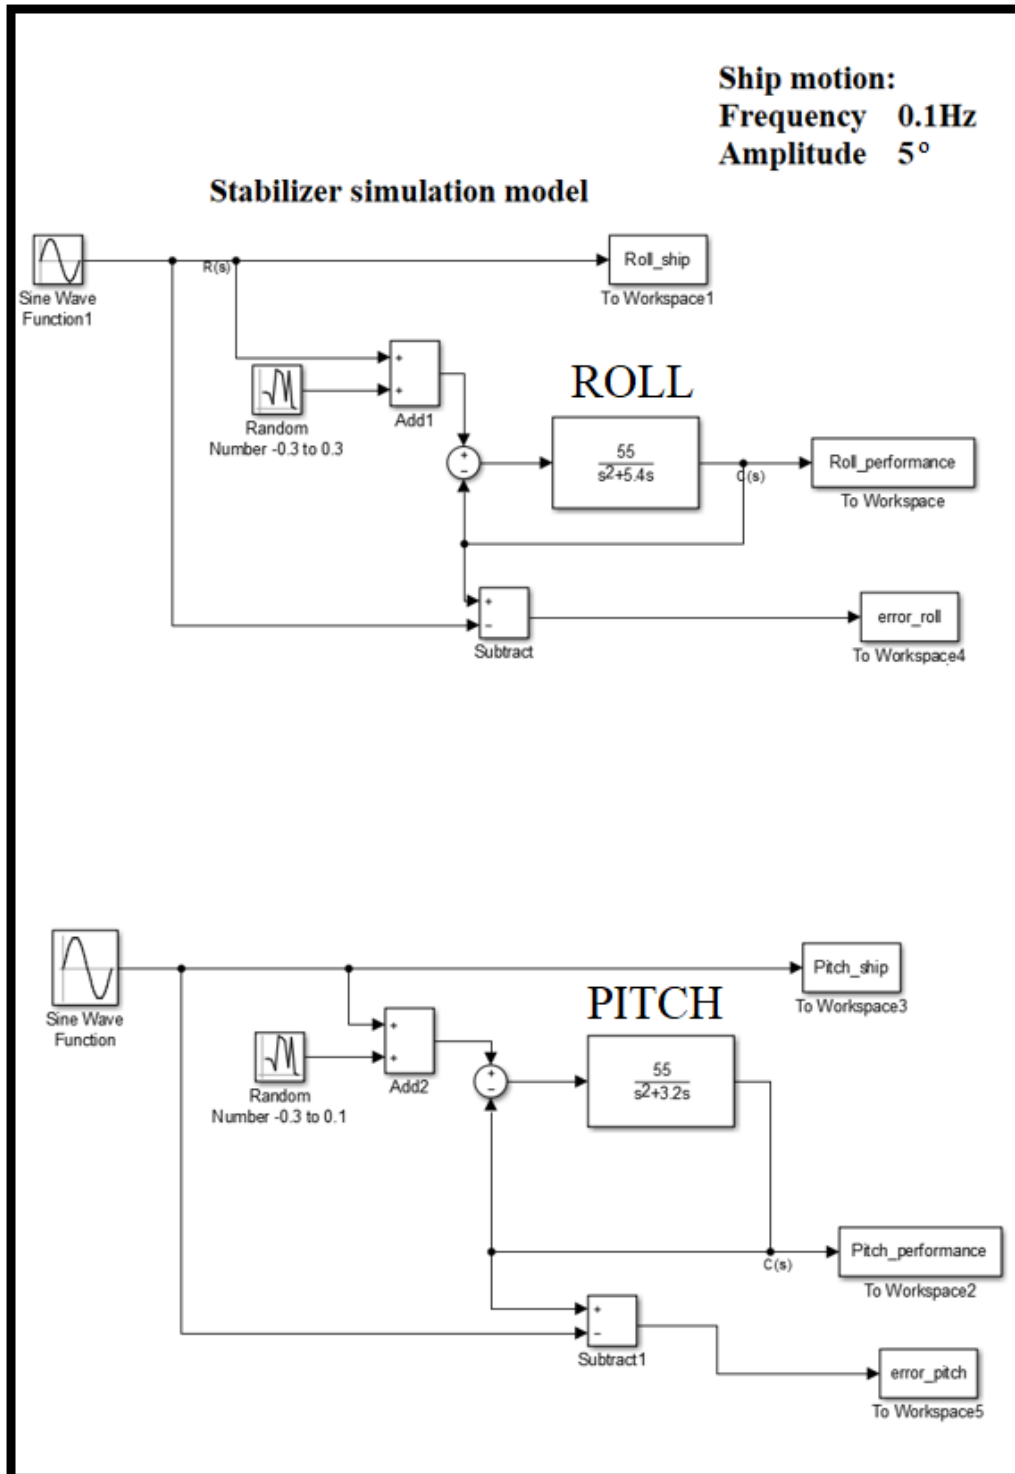 Ship motion:
Frequency 0.1Hz
Amplitude 5°
Stabilizer simulation model
Sine Wave
Function1
R(s)
Roll_ship
To Workspace1
+
+
Add1
Random
Number -0.3 to 0.3
+
−
ROLL
55
s²+5.4s
C(s)
Roll_performance
To Workspace
+
−
Subtract
error_roll
To Workspace4
Sine Wave
Function
Pitch_ship
To Workspace3
+
+
Add2
Random
Number -0.3 to 0.1
+
−
PITCH
55
s²+3.2s
C(s)
Pitch_performance
To Workspace2
+
−
Subtract1
error_pitch
To Workspace5